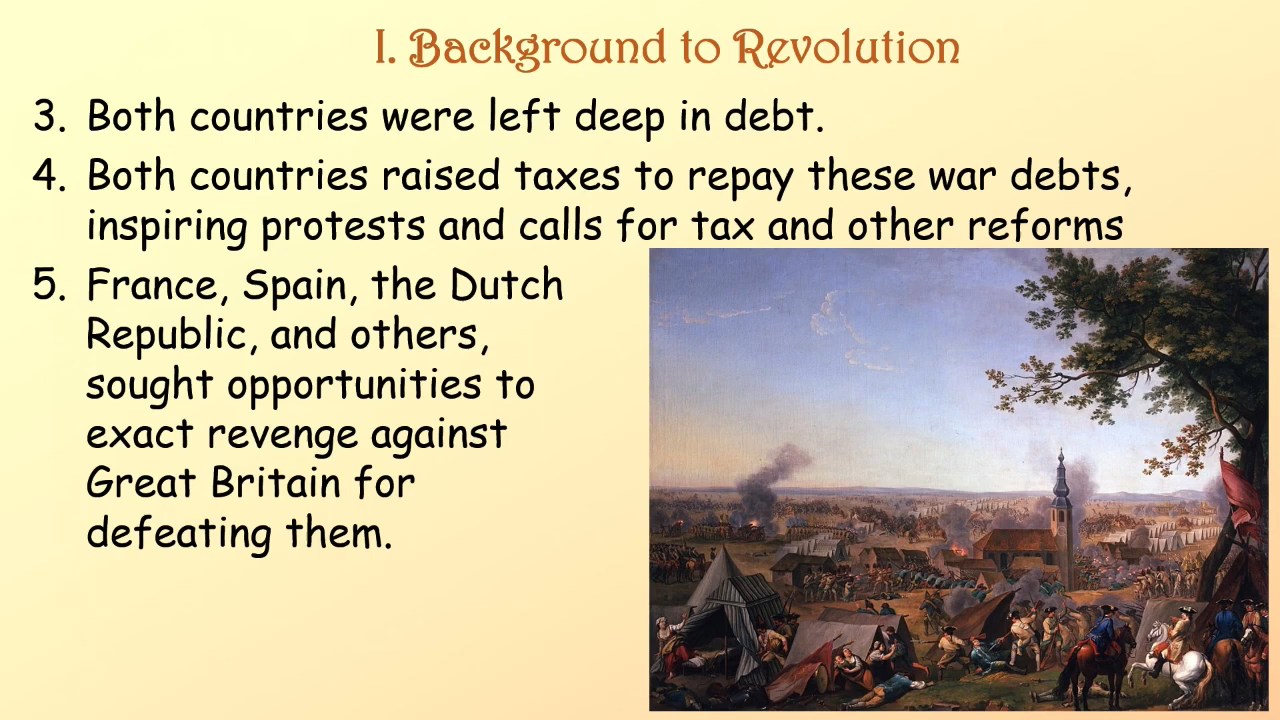 I. Background to Revolution
3. Both countries were left deep in debt.
4. Both countries raised taxes to repay these war debts,
inspiring protests and calls for tax and other reforms
5. France, Spain, the Dutch
Republic, and others,
sought opportunities to
exact revenge against
Great Britain for
defeating them.